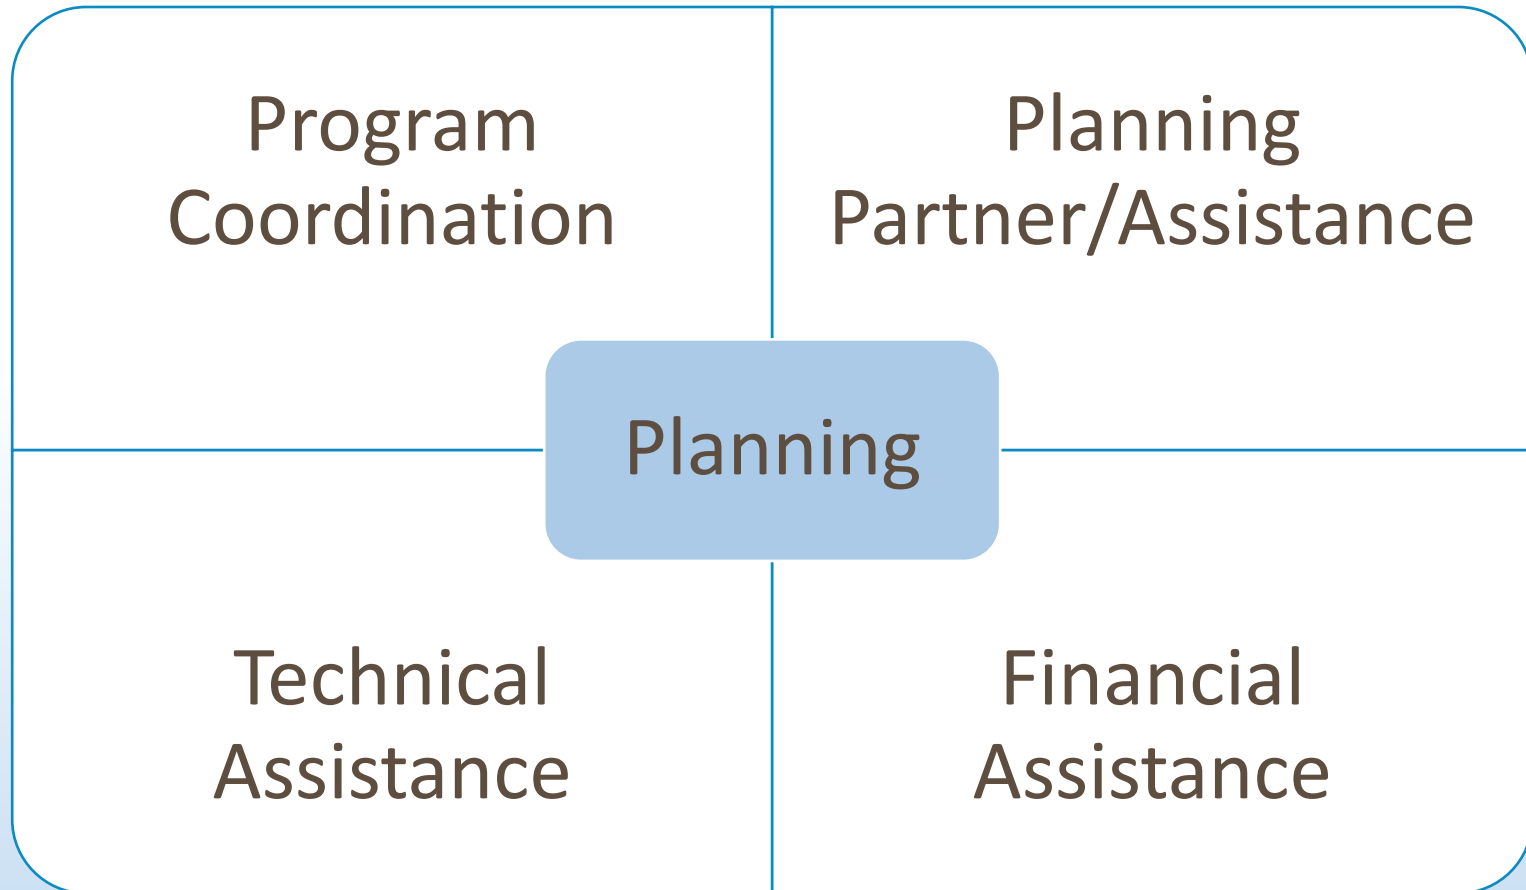 Program
Coordination
Planning
Partner/Assistance
Planning
Technical
Assistance
Financial
Assistance